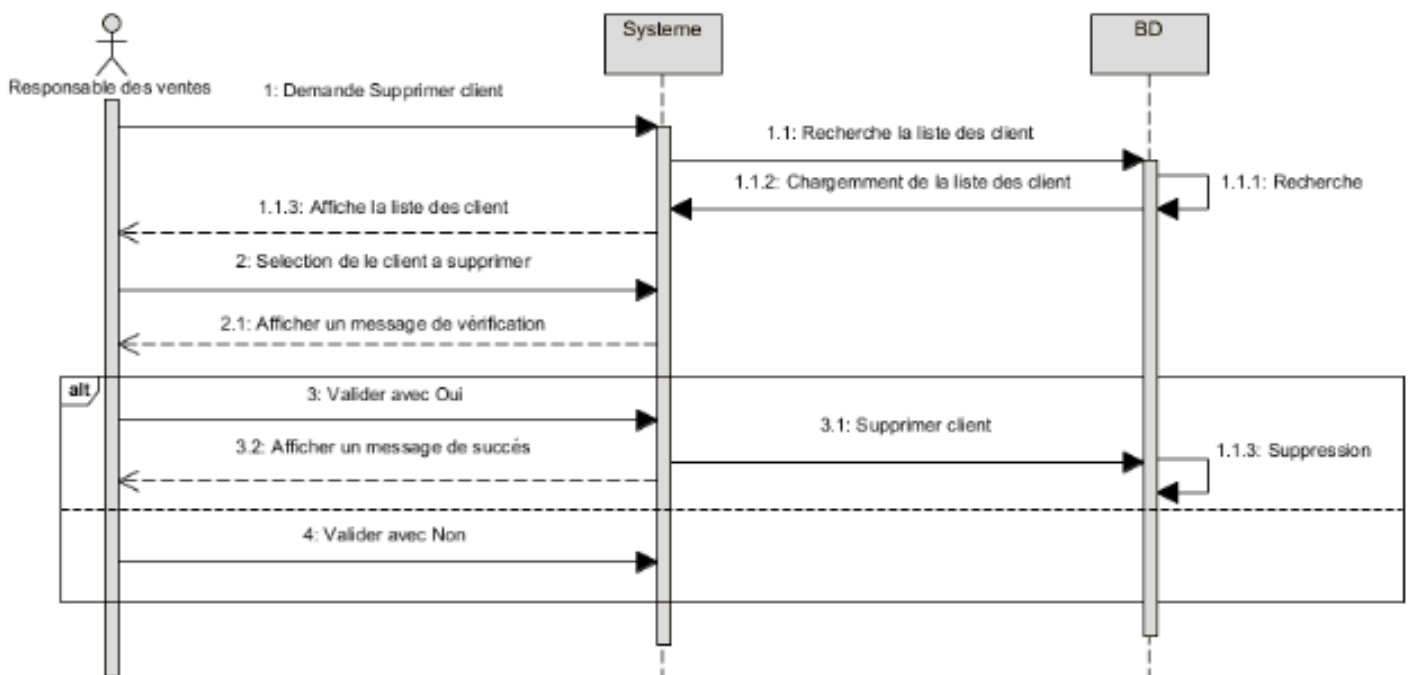 Systeme
BD
Responsable des ventes
1: Demande Supprimer client
1.1: Recherche la liste des client
1.1.2: Chargemment de la liste des client
1.1.1: Recherche
1.1.3: Affiche la liste des client
2: Selection de le client a supprimer
2.1: Afficher un message de vérification
alt
3: Valider avec Oui
3.1: Supprimer client
3.2: Afficher un message de succés
1.1.3: Suppression
4: Valider avec Non